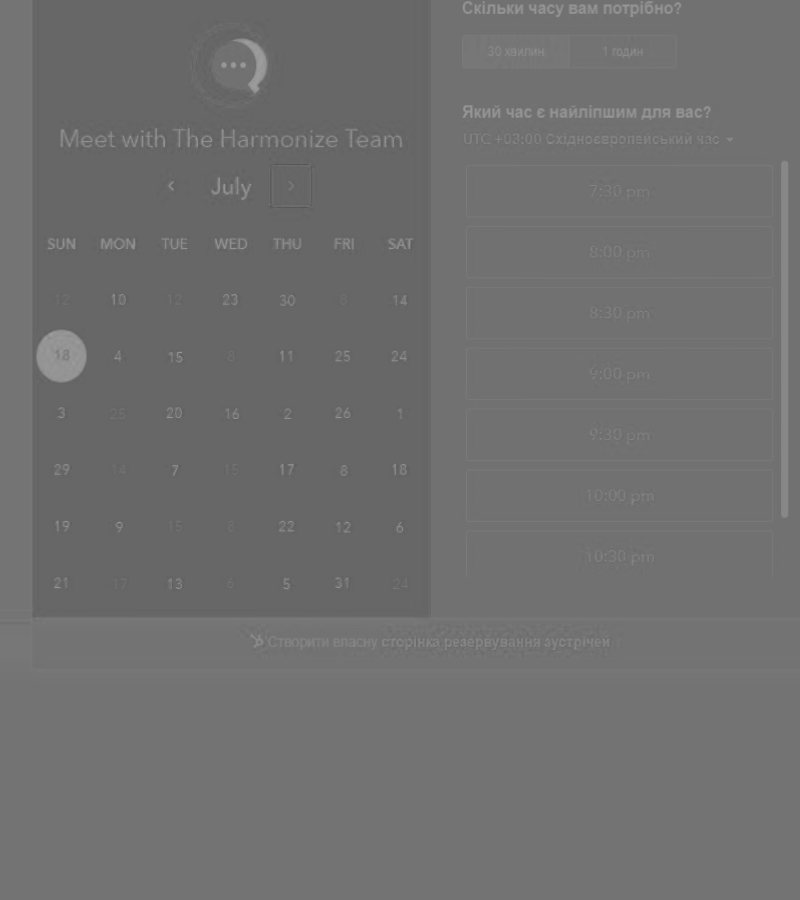 Meet with The Harmonize Team
July
SUN MON TUE WED THU FRI SAT
12 10 12 23 30 8 14
18 4 15 8 11 25 24
3 25 20 16 2 26 1
29 14 7 15 17 8 18
19 9 15 8 22 12 6
21 17 13 6 5 31 24
Скільки часу вам потрібно?
30 хвилин 1 годин
Який час є найліпшим для вас?
UTC +03:00 Східноєвропейський час
7:30 pm
8:00 pm
8:30 pm
9:00 pm
9:30 pm
10:00 pm
10:30 pm
Створити власну сторінка резервування зустрічей